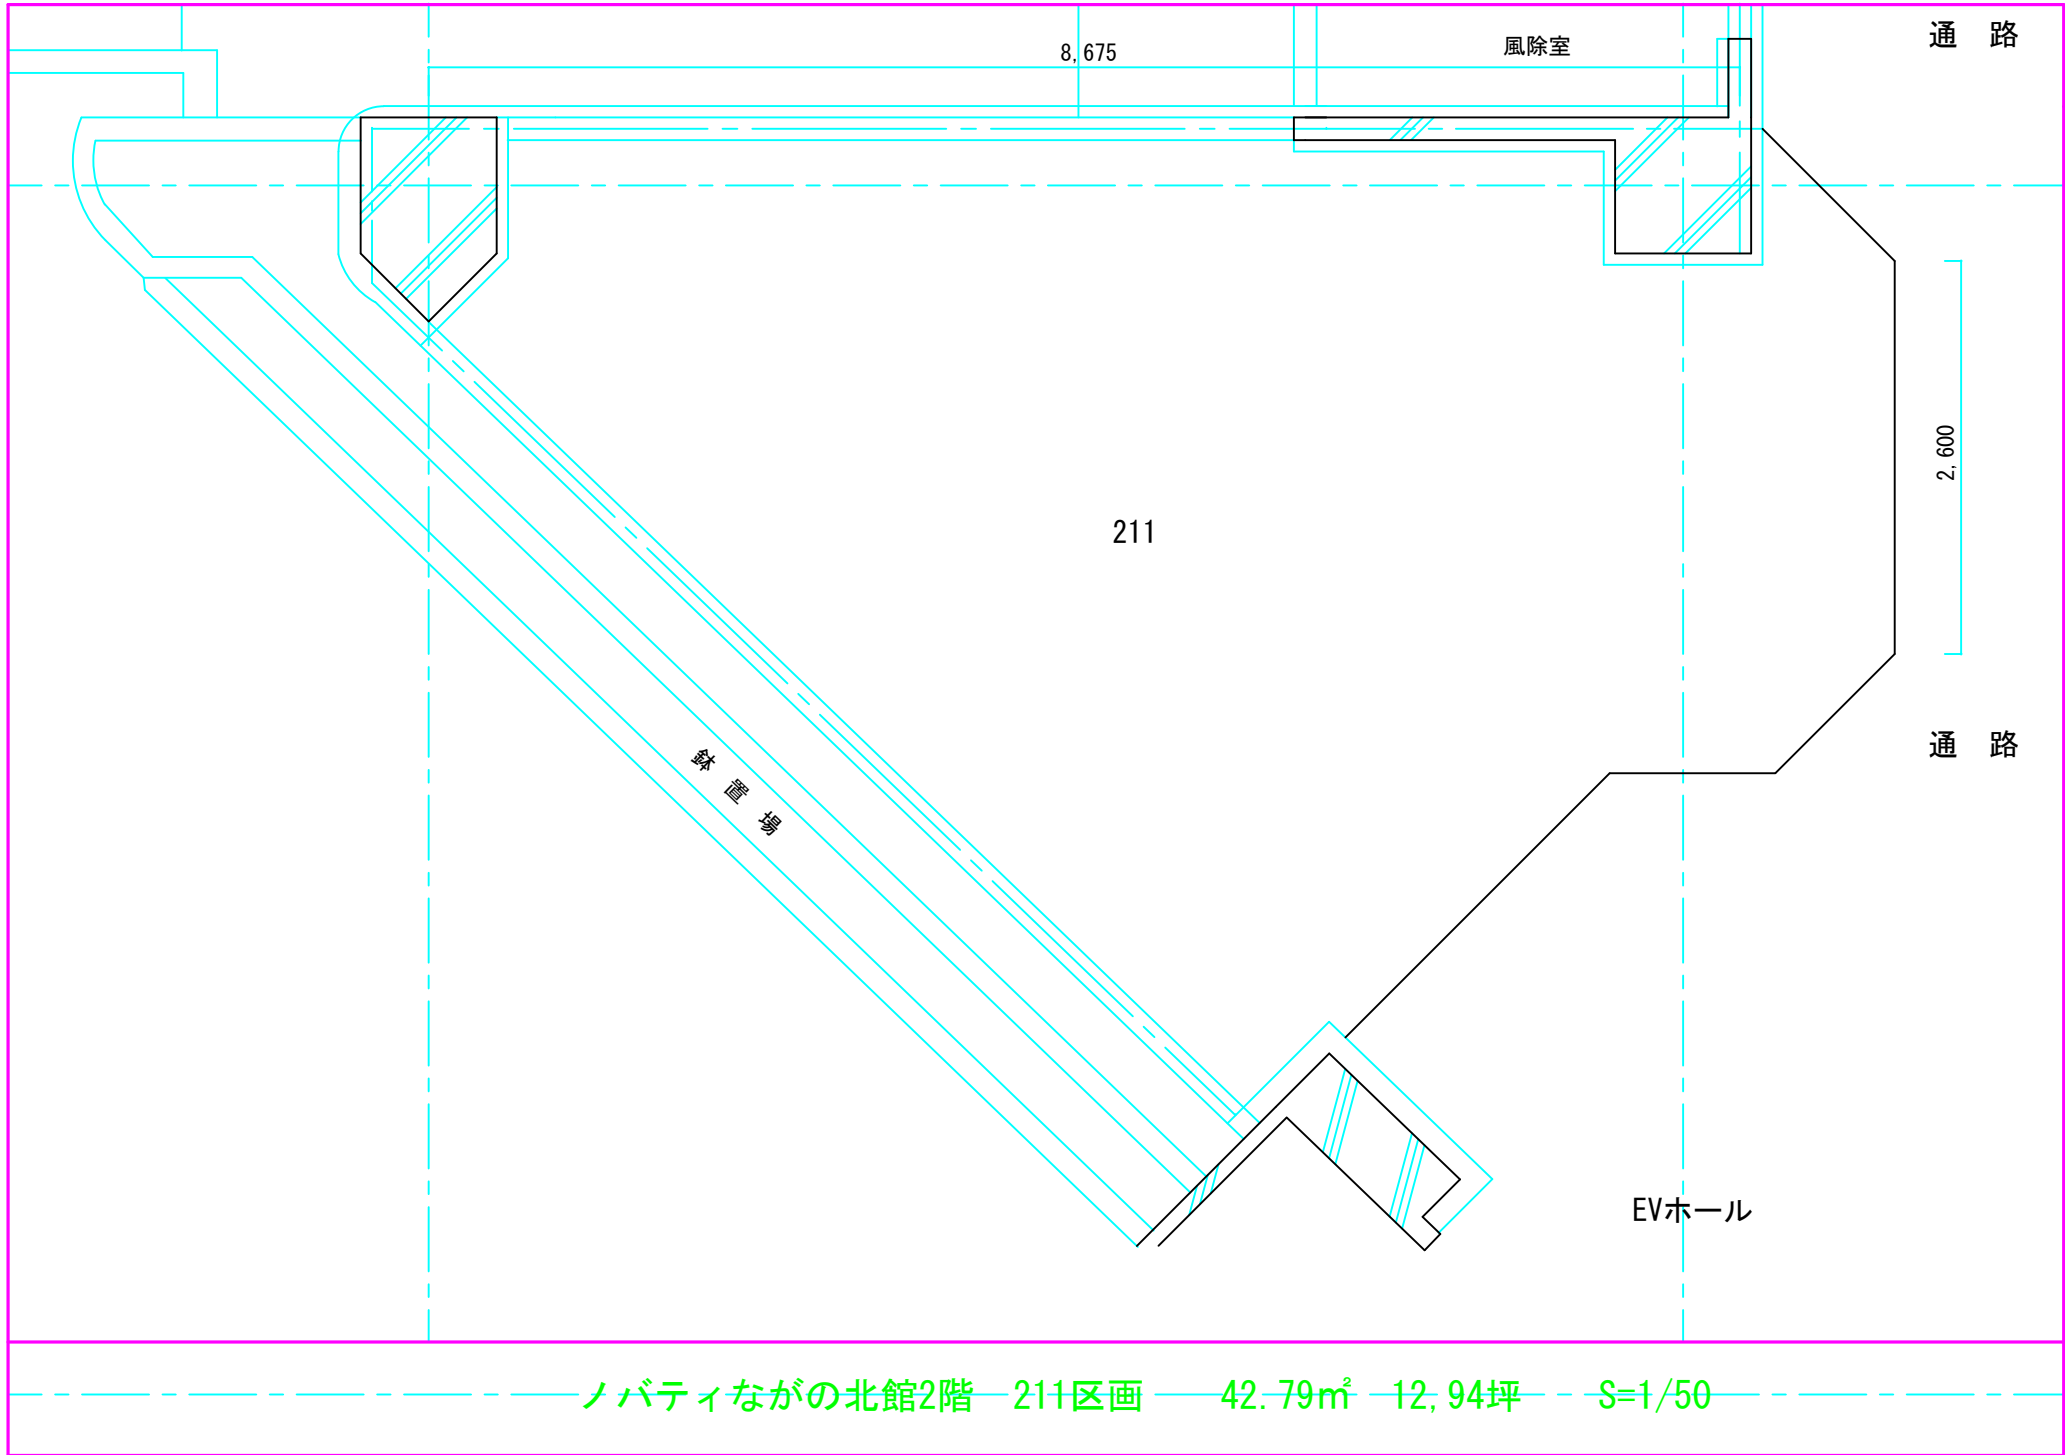 通　路
風除室
8,675
2,600
211
通　路
鉢置場
EVホール
ノバティながの北館2階　211区画　　42.79㎡　12,94坪　　S=1/50